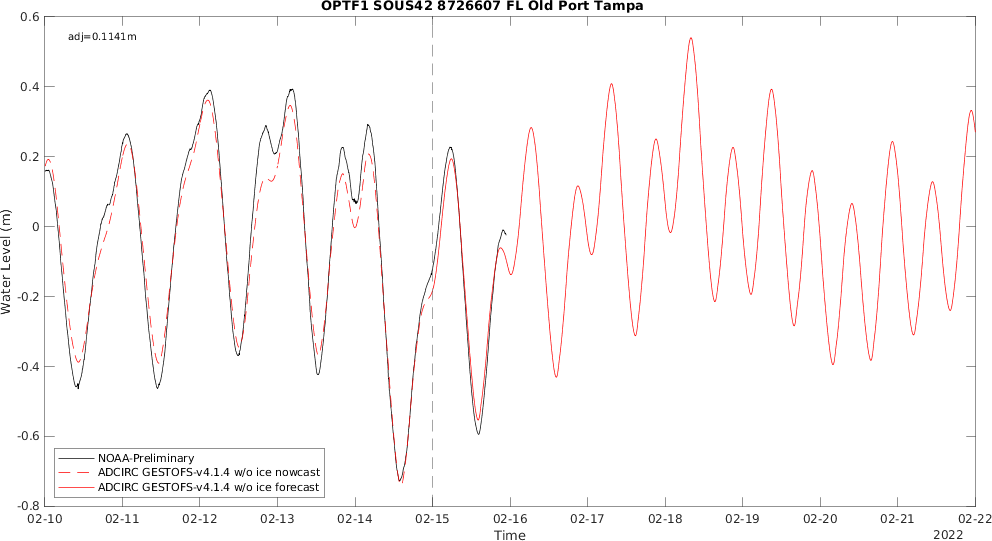 OPTF1 SOUS42 8726607 FL Old Port Tampa
adj=0.1141m
0.6
0.4
0.2
0
-0.2
-0.4
-0.6
-0.8
Water Level (m)
NOAA-Preliminary
ADCIRC GESTOFS-v4.1.4 w/o ice nowcast
ADCIRC GESTOFS-v4.1.4 w/o ice forecast
02-10 02-11 02-12 02-13 02-14 02-15 02-16 02-17 02-18 02-19 02-20 02-21 02-22
Time
2022